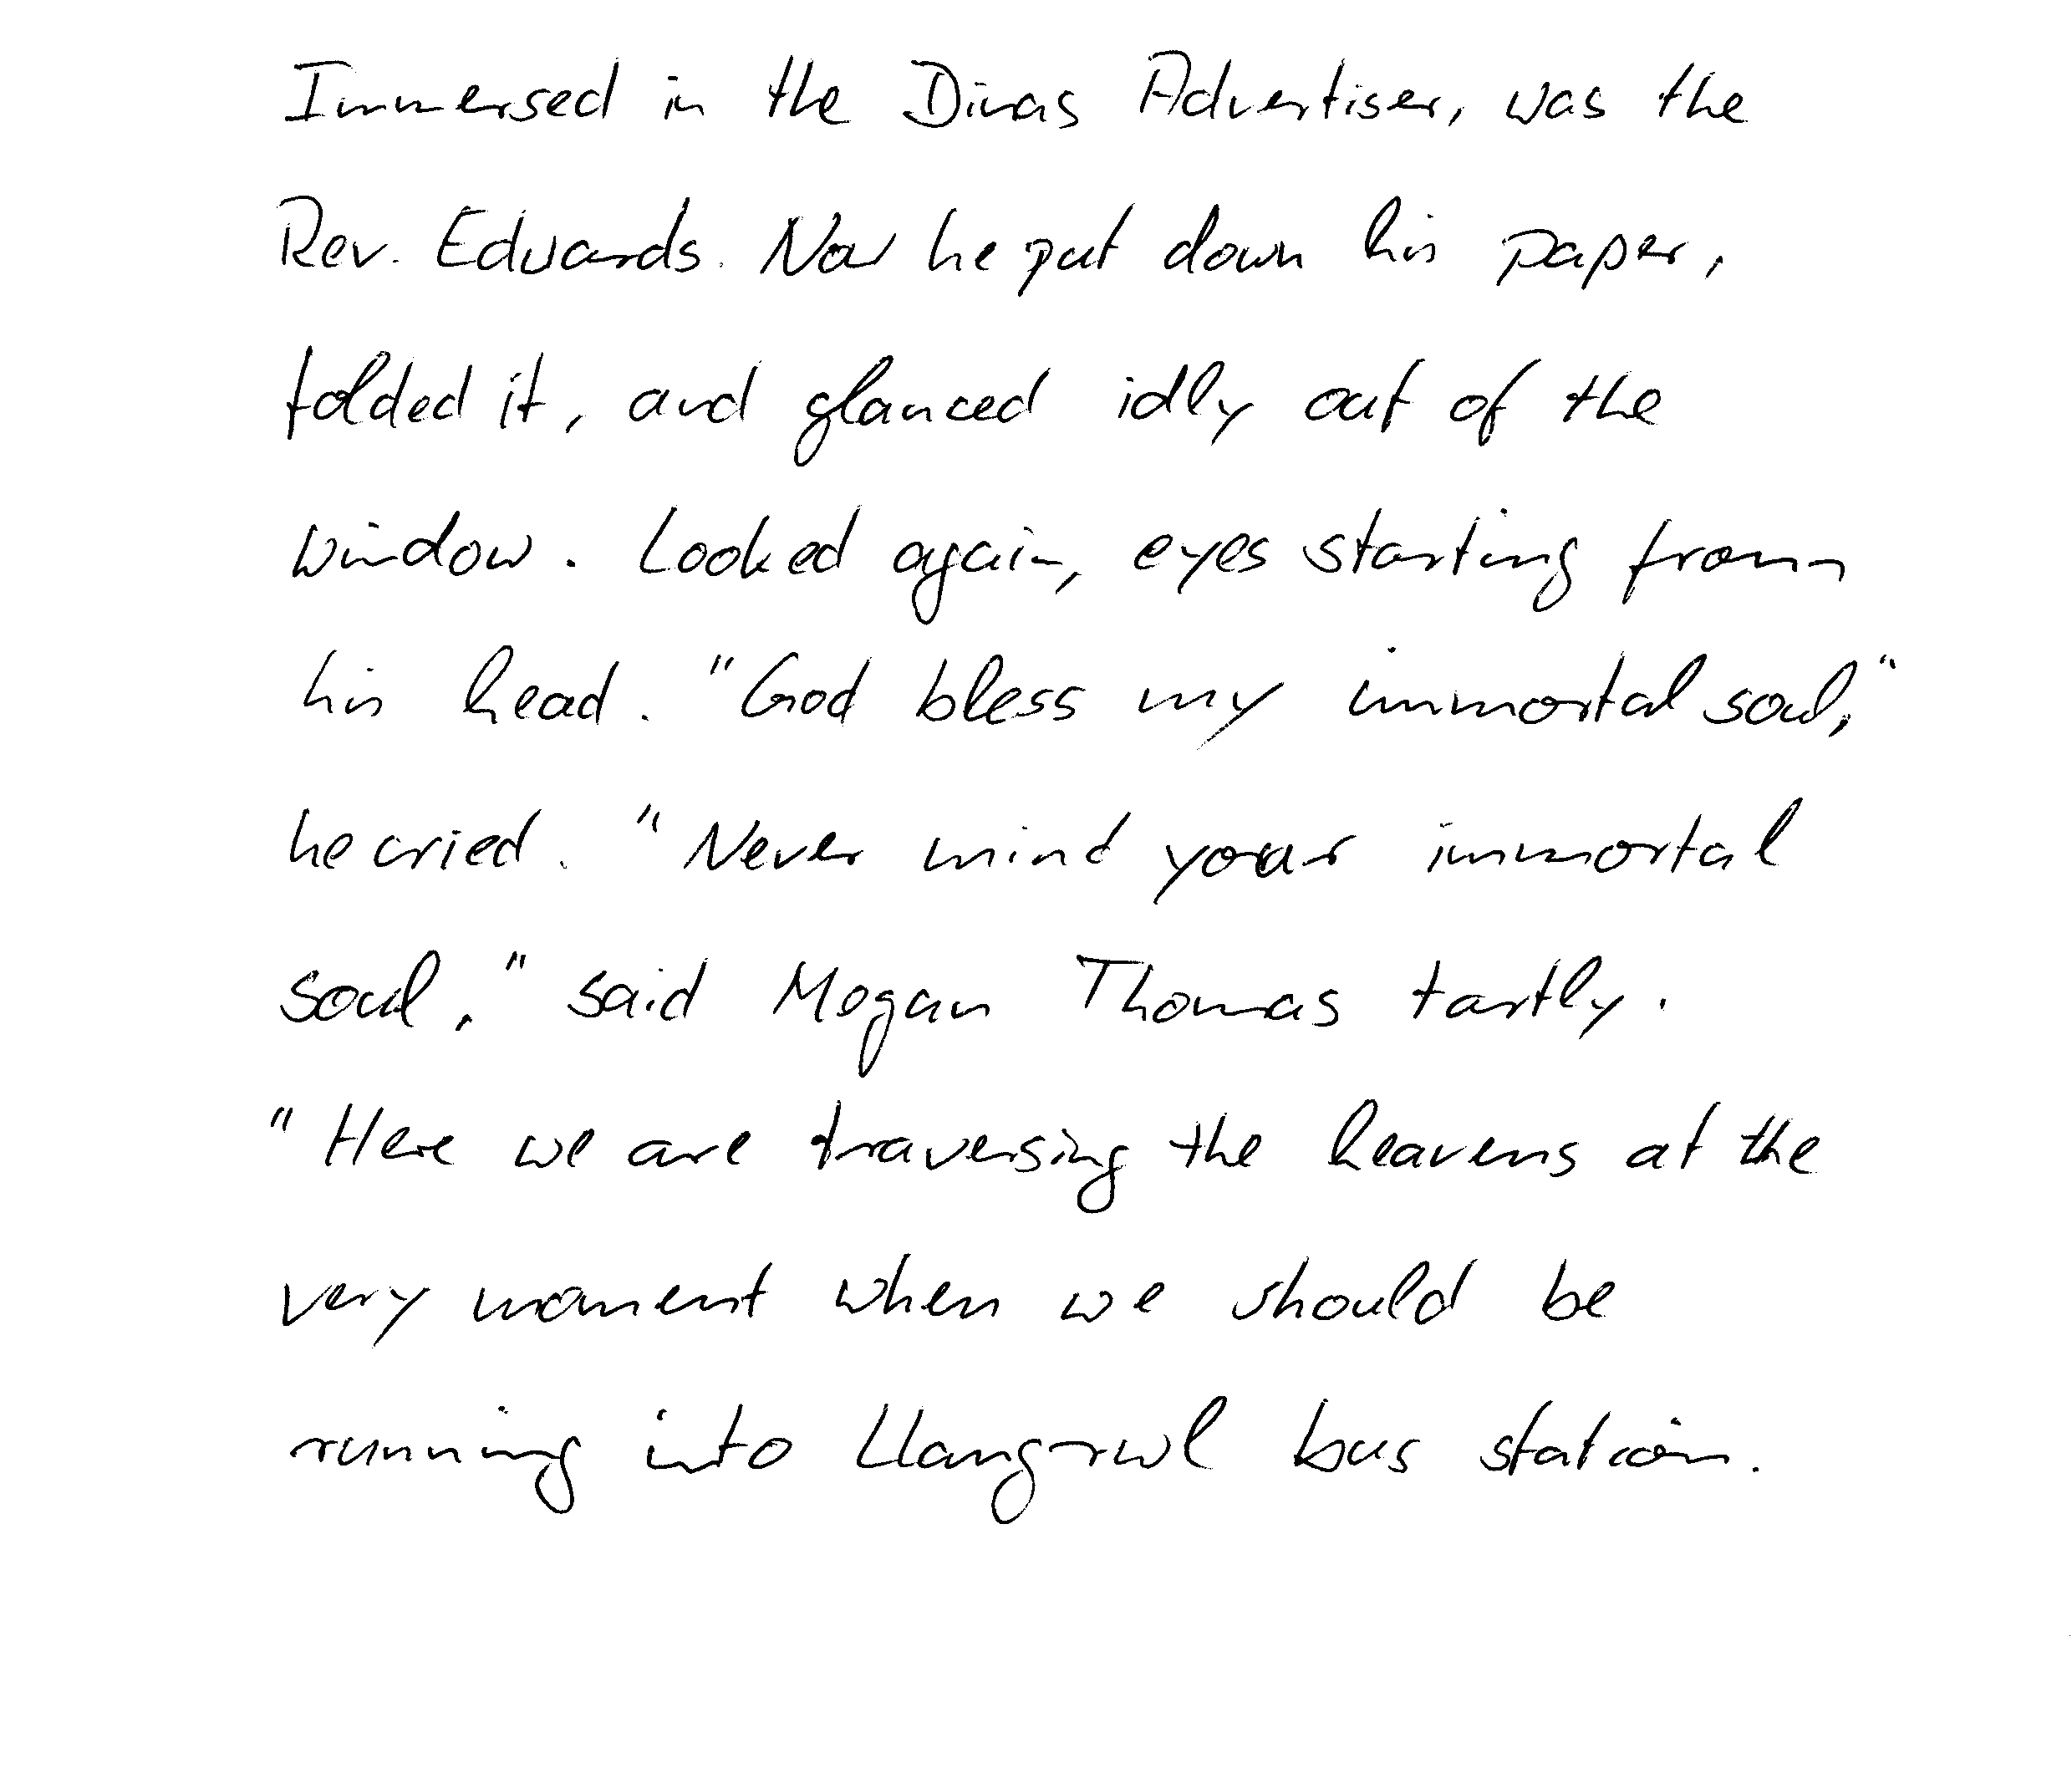 Immersed in the Dinas Advertiser, was the
Rev. Edwards. Now he put down his paper,
folded it, and glanced idly out of the
window. Looked again, eyes starting from
his head. "God bless my immortal soul,"
he cried. "Never mind your immortal
soul," said Mogan Thomas tartly.
"Here we are traversing the heavens at the
very moment when we should be
running into Llangrwl bus station.